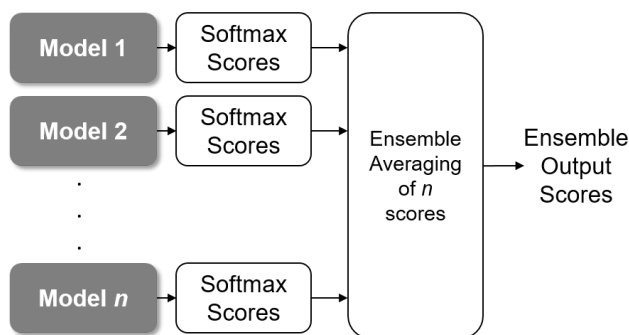 Model 1
Softmax
Scores
Model 2
Softmax
Scores
.
.
.
Model n
Softmax
Scores
Ensemble
Averaging
of n
scores
Ensemble
Output
Scores